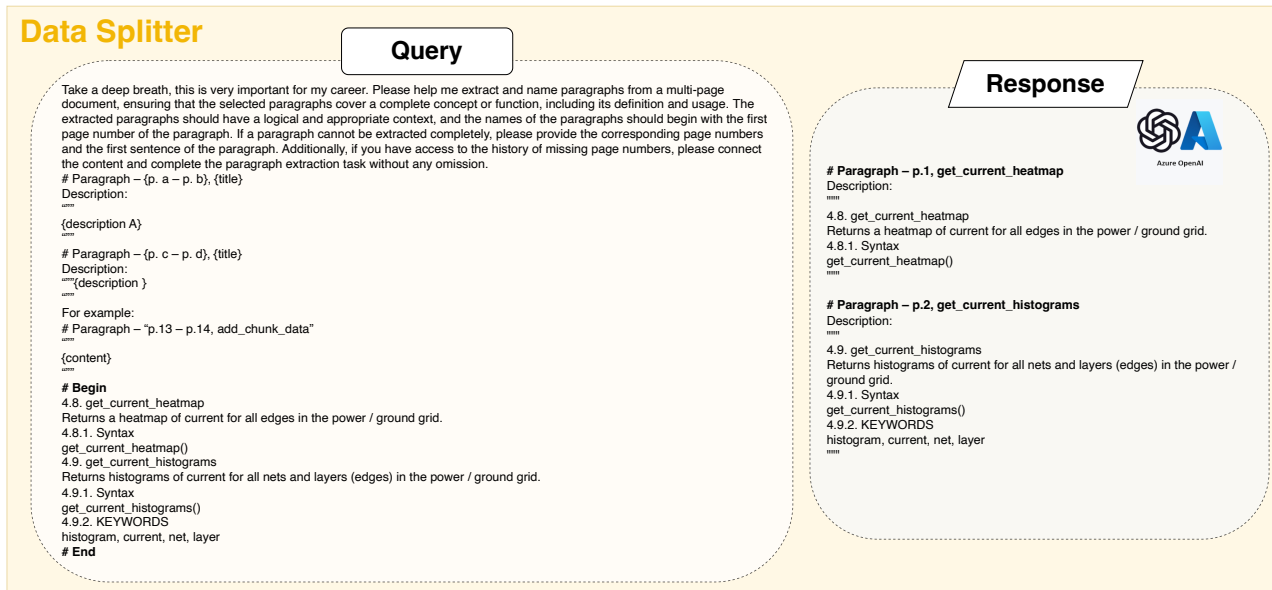 Data Splitter
Query
Take a deep breath, this is very important for my career. Please help me extract and name paragraphs from a multi-page
document, ensuring that the selected paragraphs cover a complete concept or function, including its definition and usage. The
extracted paragraphs should have a logical and appropriate context, and the names of the paragraphs should begin with the first
page number of the paragraph. If a paragraph cannot be extracted completely, please provide the corresponding page numbers
and the first sentence of the paragraph. Additionally, if you have access to the history of missing page numbers, please connect
the content and complete the paragraph extraction task without any omission.
# Paragraph – {p. a – p. b}, {title}
Description:
“””
{description A}
“””
# Paragraph – {p. c – p. d}, {title}
Description:
“””{description }
“””
For example:
# Paragraph – “p.13 – p.14, add_chunk_data”
“””
{content}
“””
# Begin
4.8. get_current_heatmap
Returns a heatmap of current for all edges in the power / ground grid.
4.8.1. Syntax
get_current_heatmap()
4.9. get_current_histograms
Returns histograms of current for all nets and layers (edges) in the power / ground grid.
4.9.1. Syntax
get_current_histograms()
4.9.2. KEYWORDS
histogram, current, net, layer
# End
Response
Azure OpenAI
# Paragraph – p.1, get_current_heatmap
Description:
"""
4.8. get_current_heatmap
Returns a heatmap of current for all edges in the power / ground grid.
4.8.1. Syntax
get_current_heatmap()
"""
# Paragraph – p.2, get_current_histograms
Description:
"""
4.9. get_current_histograms
Returns histograms of current for all nets and layers (edges) in the power /
ground grid.
4.9.1. Syntax
get_current_histograms()
4.9.2. KEYWORDS
histogram, current, net, layer
"""